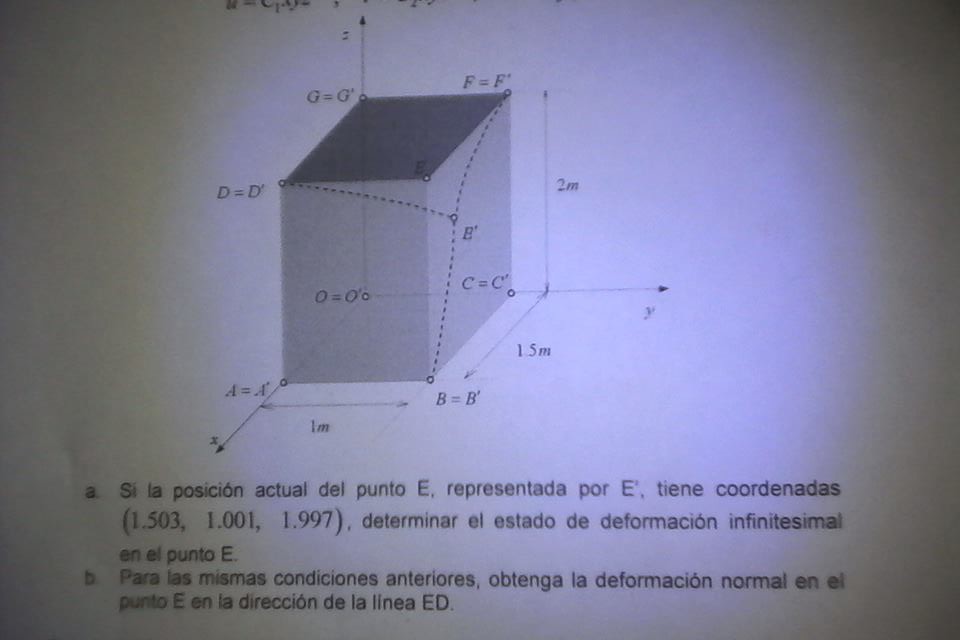 z
G = G' F = F'
E
D = D'
2m
E'
C = C'
O = O'
y
1.5m
A = A'
B = B'
1m
x
a. Si la posición actual del punto E, representada por E', tiene coordenadas
(1.503, 1.001, 1.997), determinar el estado de deformación infinitesimal
en el punto E.
b. Para las mismas condiciones anteriores, obtenga la deformación normal en el
punto E en la dirección de la línea ED.